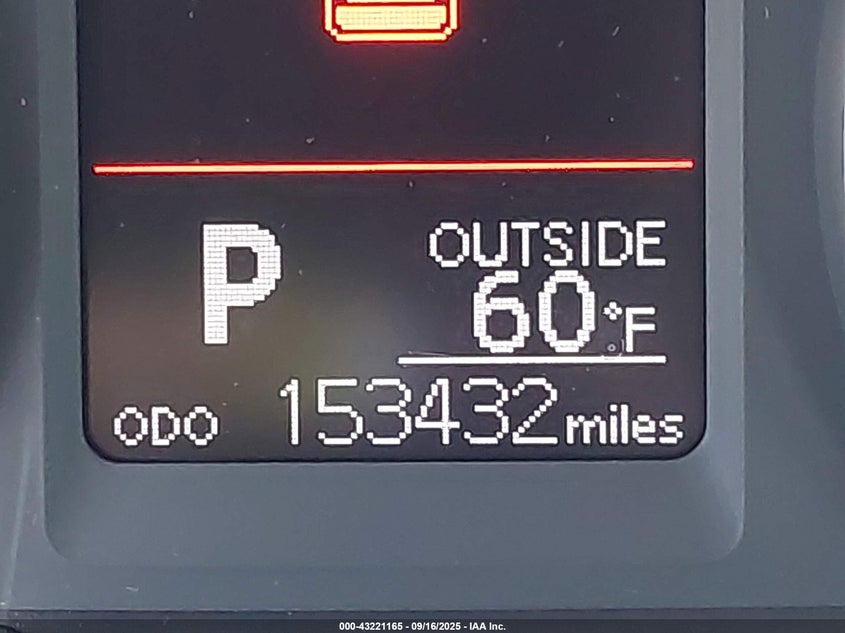 P
OUTSIDE
60°F
ODO 153432 miles
000-43221165 - 09/16/2025 - IAA Inc.